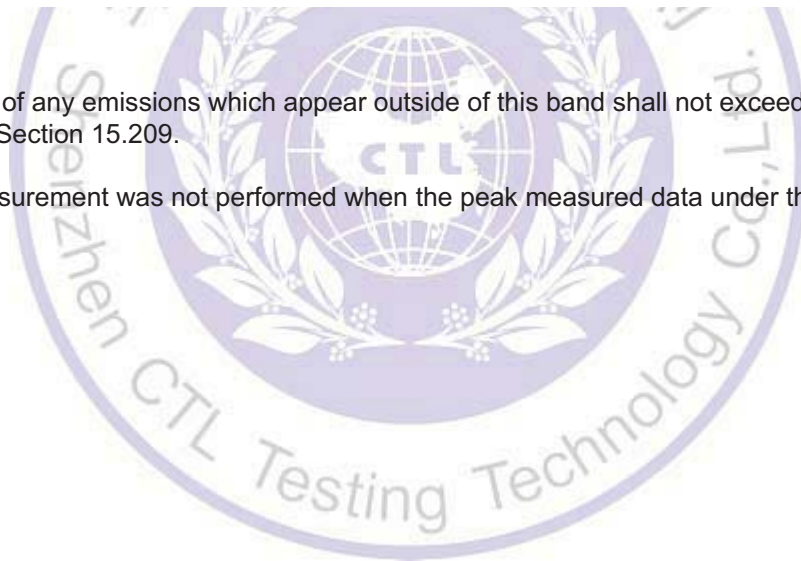 of any emissions which appear outside of this band shall not exceed
Section 15.209.
surement was not performed when the peak measured data under th
CTL
Shenzhen CTL Testing Technology Co., Ltd.